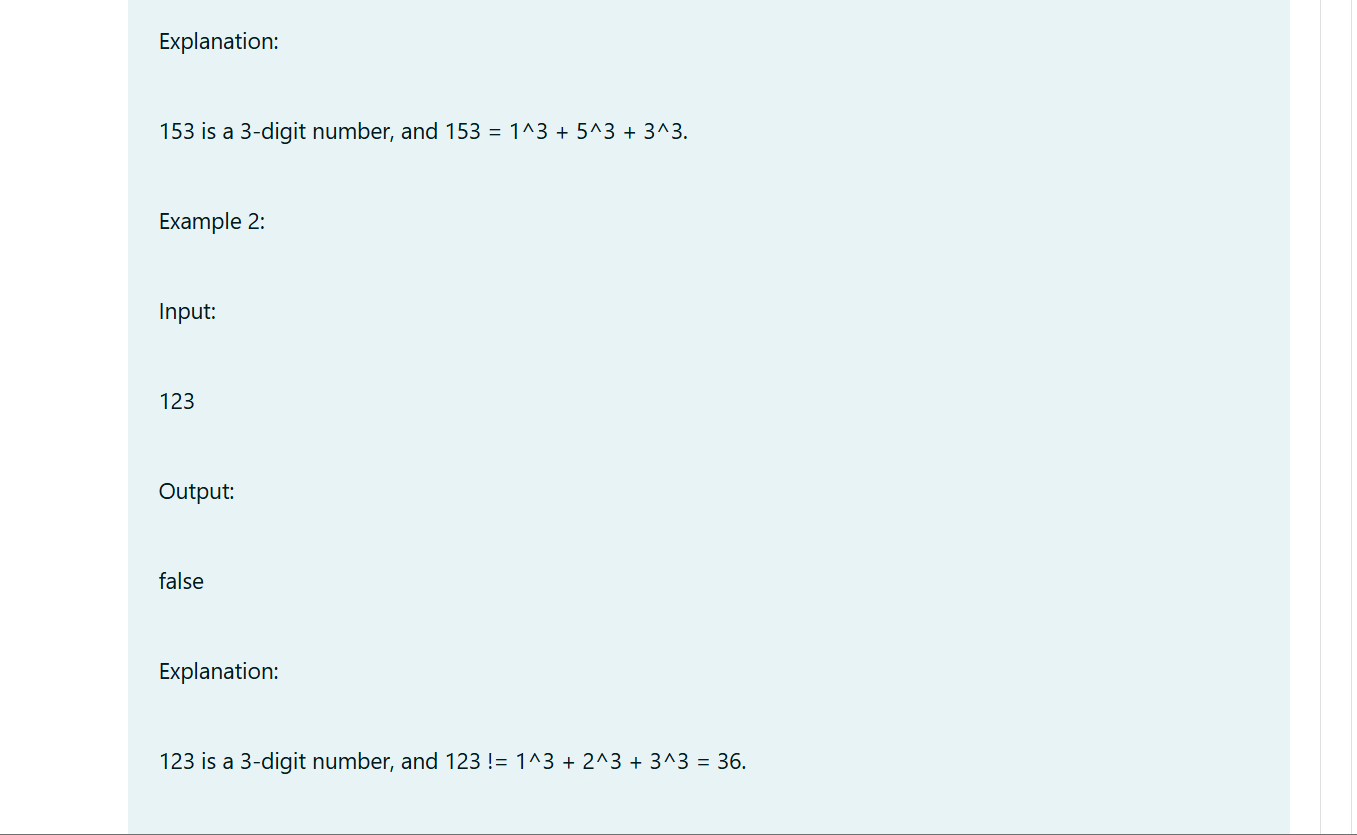 Explanation:
153 is a 3-digit number, and 153 = 1^3 + 5^3 + 3^3.
Example 2:
Input:
123
Output:
false
Explanation:
123 is a 3-digit number, and 123 != 1^3 + 2^3 + 3^3 = 36.